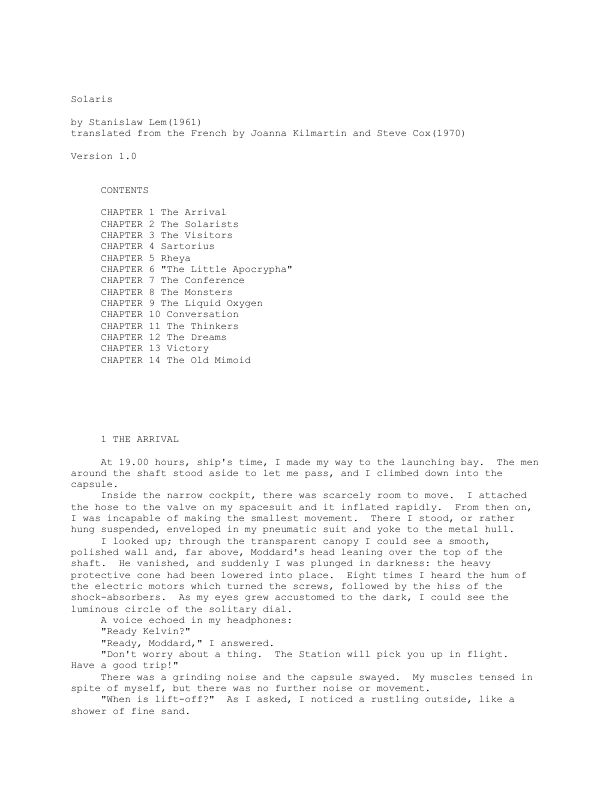 Solaris
by Stanislaw Lem(1961)
translated from the French by Joanna Kilmartin and Steve Cox(1970)
Version 1.0
CONTENTS
CHAPTER 1 The Arrival
CHAPTER 2 The Solarists
CHAPTER 3 The Visitors
CHAPTER 4 Sartorius
CHAPTER 5 Rheya
CHAPTER 6 "The Little Apocrypha"
CHAPTER 7 The Conference
CHAPTER 8 The Monsters
CHAPTER 9 The Liquid Oxygen
CHAPTER 10 Conversation
CHAPTER 11 The Thinkers
CHAPTER 12 The Dreams
CHAPTER 13 Victory
CHAPTER 14 The Old Mimoid
1 THE ARRIVAL
At 19.00 hours, ship's time, I made my way to the launching bay.  The men
around the shaft stood aside to let me pass, and I climbed down into the
capsule.
Inside the narrow cockpit, there was scarcely room to move.  I attached
the hose to the valve on my spacesuit and it inflated rapidly.  From then on,
I was incapable of making the smallest movement.  There I stood, or rather
hung suspended, enveloped in my pneumatic suit and yoke to the metal hull.
I looked up; through the transparent canopy I could see a smooth,
polished wall and, far above, Moddard's head leaning over the top of the
shaft.  He vanished, and suddenly I was plunged in darkness: the heavy
protective cone had been lowered into place.  Eight times I heard the hum of
the electric motors which turned the screws, followed by the hiss of the
shock-absorbers.  As my eyes grew accustomed to the dark, I could see the
luminous circle of the solitary dial.
A voice echoed in my headphones:
"Ready Kelvin?"
"Ready, Moddard," I answered.
"Don't worry about a thing.  The Station will pick you up in flight.
Have a good trip!"
There was a grinding noise and the capsule swayed.  My muscles tensed in
spite of myself, but there was no further noise or movement.
"When is lift-off?"  As I asked, I noticed a rustling outside, like a
shower of fine sand.